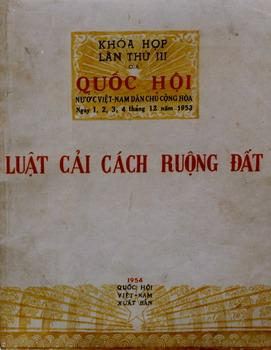 KHÓA HỌP
LẦN THỨ III
CỦA
QUỐC HỘI
NƯỚC VIỆT-NAM DÂN CHỦ CỘNG HÒA
Ngày 1, 2, 3, 4 tháng 12 năm 1953
LUẬT CẢI CÁCH RUỘNG ĐẤT
1954
QUỐC HỘI
VIỆT-NAM
XUẤT BẢN